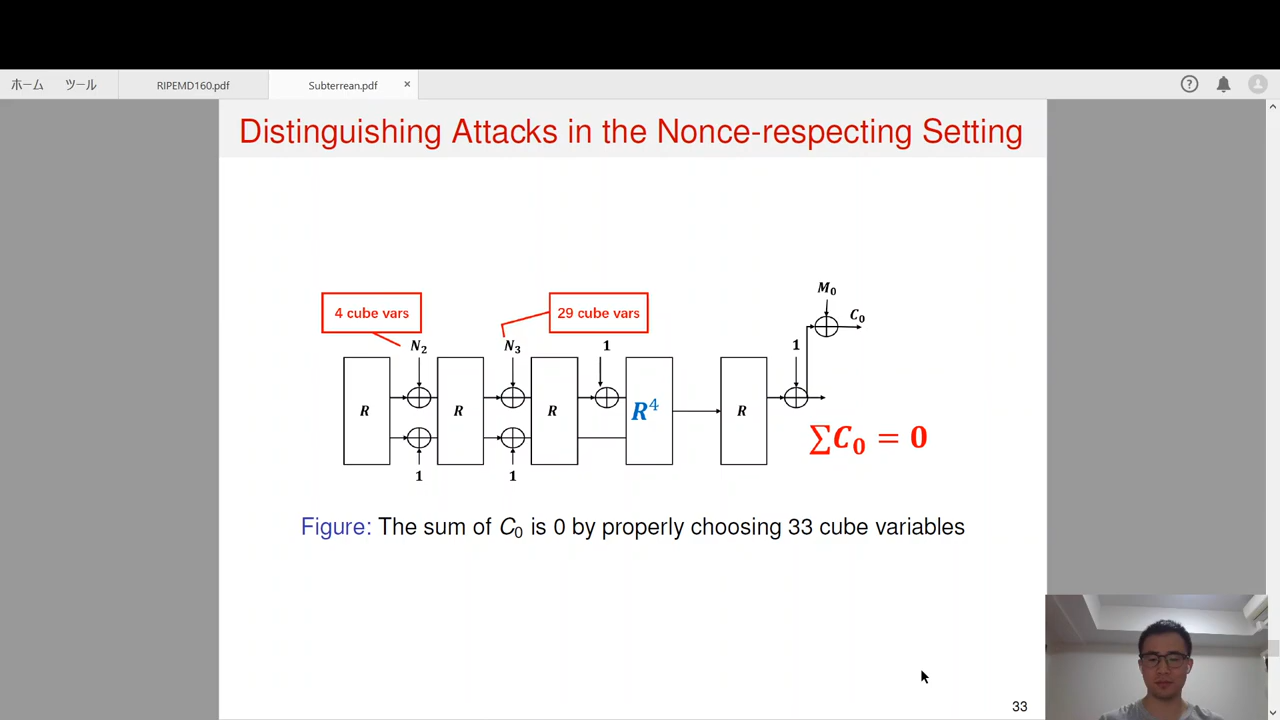 ホーム ツール RIPEMD160.pdf Subterrean.pdf ×
Distinguishing Attacks in the Nonce-respecting Setting
M₀
4 cube vars
29 cube vars
C₀
N₂ N₃ 1 1
R R R R⁴ R
∑C₀ = 0
1 1
Figure: The sum of C₀ is 0 by properly choosing 33 cube variables
33